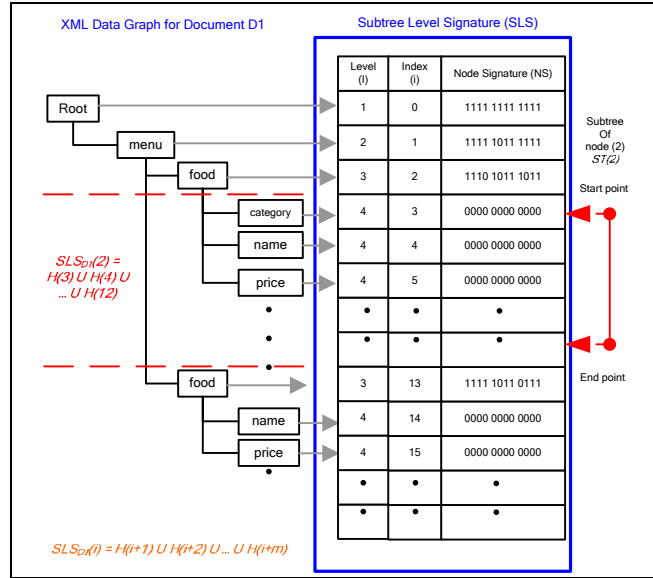 XML Data Graph for Document D1
Subtree Level Signature (SLS)
Level (l)
Index (i)
Node Signature (NS)
Root
1 0 1111 1111 1111
menu
2 1 1111 1011 1111
food
3 2 1110 1011 1011
category
4 3 0000 0000 0000
name
4 4 0000 0000 0000
price
4 5 0000 0000 0000
food
3 13 1111 1011 0111
name
4 14 0000 0000 0000
price
4 15 0000 0000 0000
Subtree
Of
node (2)
ST(2)
Start point
End point
SLS_D1(2) =
H(3) U H(4) U
... U H(12)
SLS_D1(i) = H(i+1) U H(i+2) U ... U H(i+m)